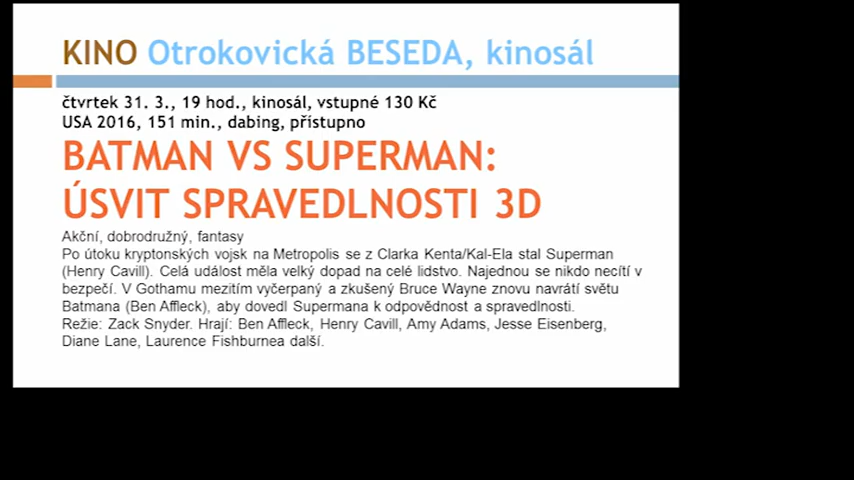 KINO Otrokovická BESEDA, kinosál
čtvrtek 31. 3., 19 hod., kinosál, vstupné 130 Kč
USA 2016, 151 min., dabing, přístupno
BATMAN VS SUPERMAN:
ÚSVIT SPRAVEDLNOSTI 3D
Akční, dobrodružný, fantasy
Po útoku kryptonských vojsk na Metropolis se z Clarka Kenta/Kal-Ela stal Superman
(Henry Cavill). Celá událost měla velký dopad na celé lidstvo. Najednou se nikdo necítí v
bezpečí. V Gothamu mezitím vyčerpaný a zkušený Bruce Wayne znovu navrátí světu
Batmana (Ben Affleck), aby dovedl Supermana k odpovědnost a spravedlnosti.
Režie: Zack Snyder. Hrají: Ben Affleck, Henry Cavill, Amy Adams, Jesse Eisenberg,
Diane Lane, Laurence Fishburnea další.